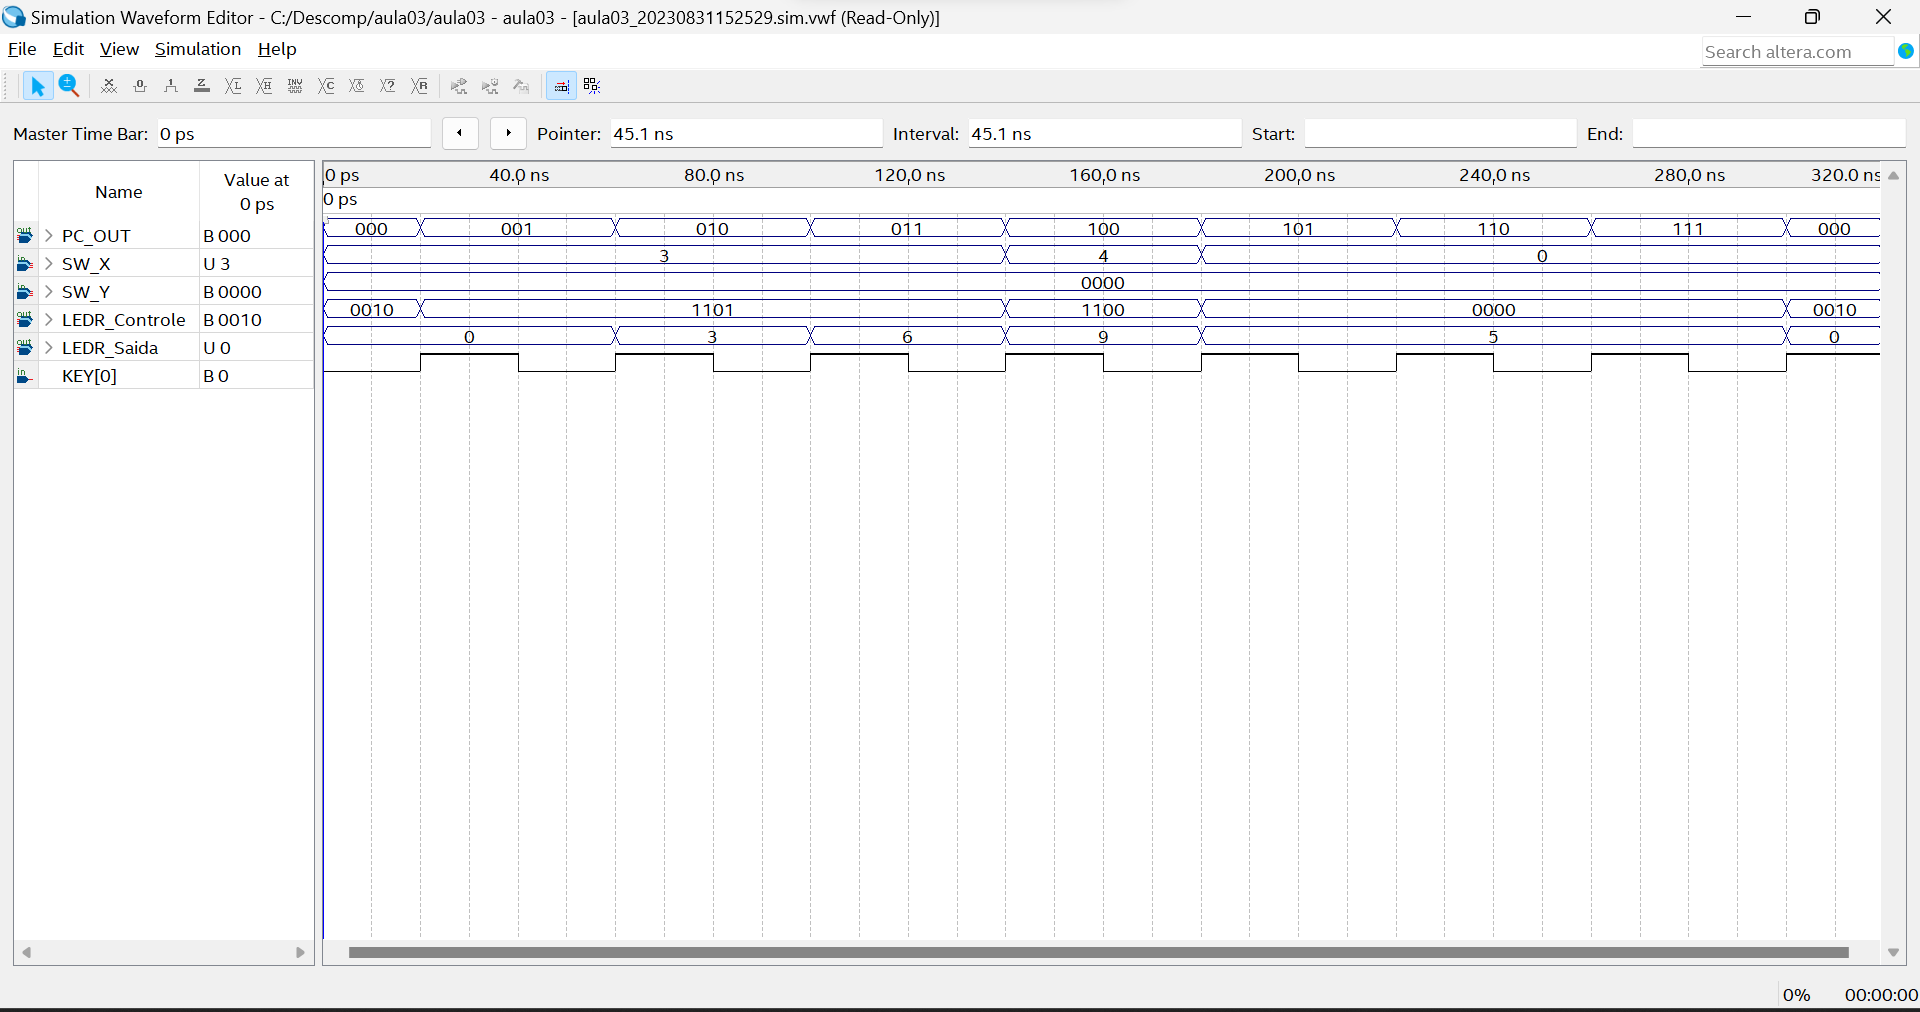 Simulation Waveform Editor - C:/Descomp/aula03/aula03 - aula03 - [aula03_20230831152529.sim.vwf (Read-Only)]
File Edit View Simulation Help
Search altera.com
Master Time Bar: 0 ps Pointer: 45.1 ns Interval: 45.1 ns Start: End:
Name Value at 0 ps
0 ps 40.0 ns 80.0 ns 120.0 ns 160.0 ns 200.0 ns 240.0 ns 280.0 ns 320.0 ns
0 ps
PC_OUT B 000 000 001 010 011 100 101 110 111 000
SW_X U 3 3 4 0
SW_Y B 0000 0000
LEDR_Controle B 0010 0010 1101 1100 0000 0010
LEDR_Saida U 0 0 3 6 9 5 0
KEY[0] B 0
0% 00:00:00